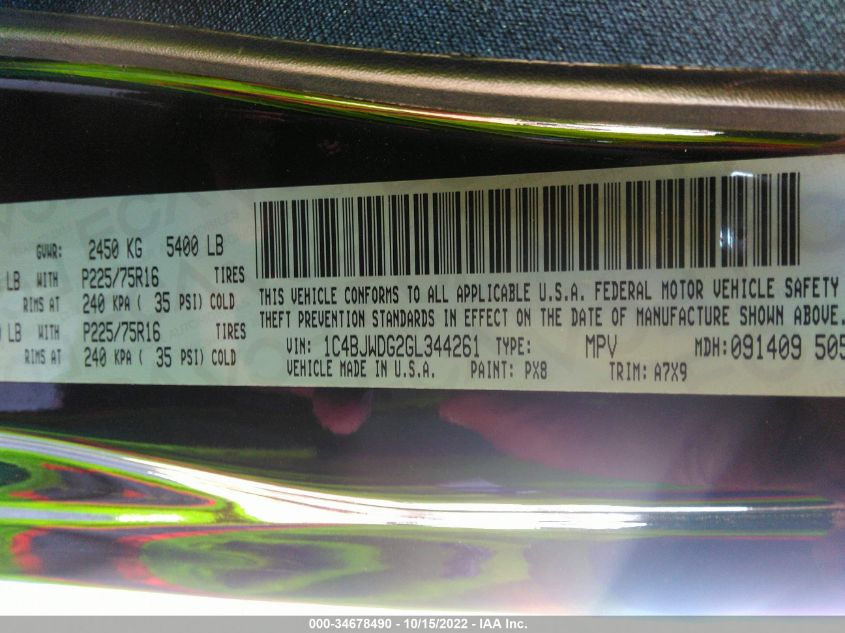 GVWR: 2450 KG 5400 LB
LB WITH P225/75R16 TIRES
RIMS AT 240 KPA ( 35 PSI) COLD
LB WITH P225/75R16 TIRES
RIMS AT 240 KPA ( 35 PSI) COLD
THIS VEHICLE CONFORMS TO ALL APPLICABLE U.S.A. FEDERAL MOTOR VEHICLE SAFETY
THEFT PREVENTION STANDARDS IN EFFECT ON THE DATE OF MANUFACTURE SHOWN ABOVE.
VIN: 1C4BJWDG2GL344261 TYPE: MPV MDH: 091409 505
VEHICLE MADE IN U.S.A. PAINT: PX8 TRIM: A7X9
000-34678490 - 10/15/2022 - IAA Inc.